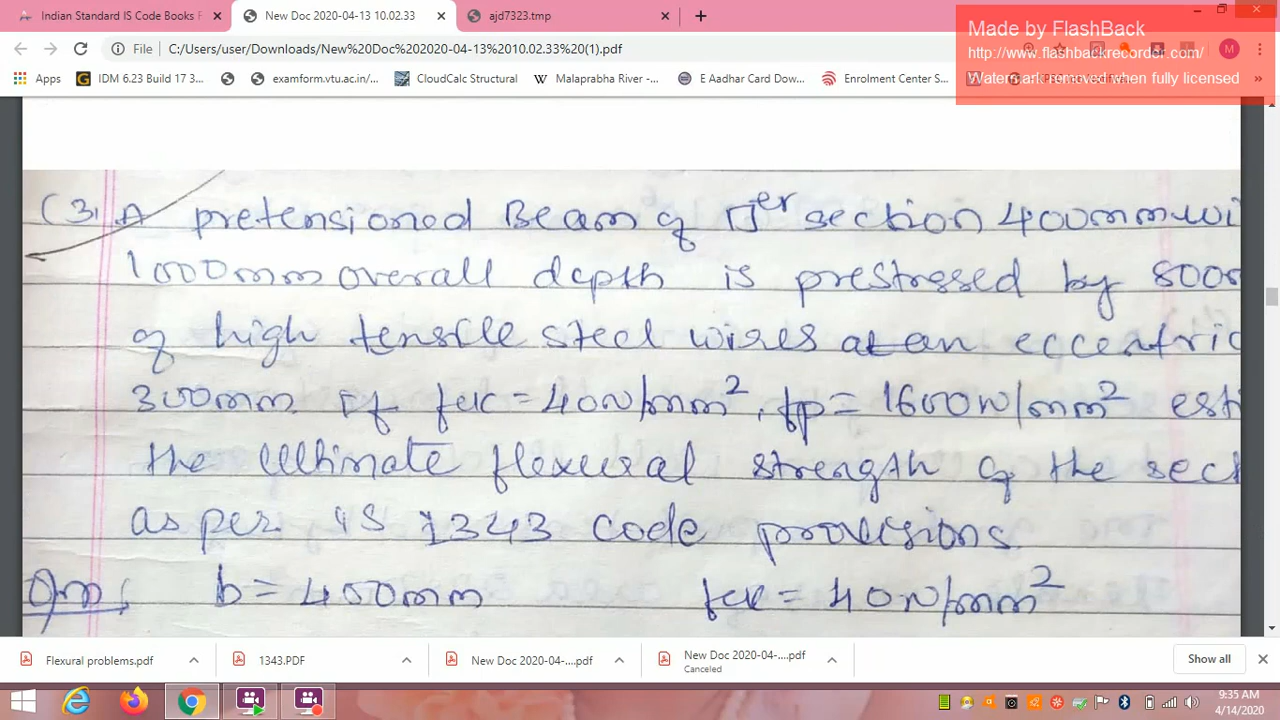 Indian Standard IS Code Books F
New Doc 2020-04-13 10.02.33
ajd7323.tmp
Made by FlashBack
http://www.flashbackrecorder.com/
Watermark removed when fully licensed
File
C:/Users/user/Downloads/New%20Doc%202020-04-13%2010.02.33%20(1).pdf
M
Apps
IDM 6.23 Build 17 3...
examform.vtu.ac.in/...
CloudCalc Structural
Malaprabha River -...
E Aadhar Card Dow...
Enrolment Center S...
(3) A pretensioned Beam of er section 400mm wi
1000mm overall depth is prestressed by 800
of high tensile steel wires at an eccentric
300mm If fck = 40N/mm², fp = 1600N/mm² est
the Ultimate flexural strength of the sect
as per IS 1343 code provisions.
b = 400mm fck = 40N/mm²
Flexural problems.pdf
1343.PDF
New Doc 2020-04-....pdf
New Doc 2020-04-....pdf
Canceled
Show all
9:35 AM
4/14/2020